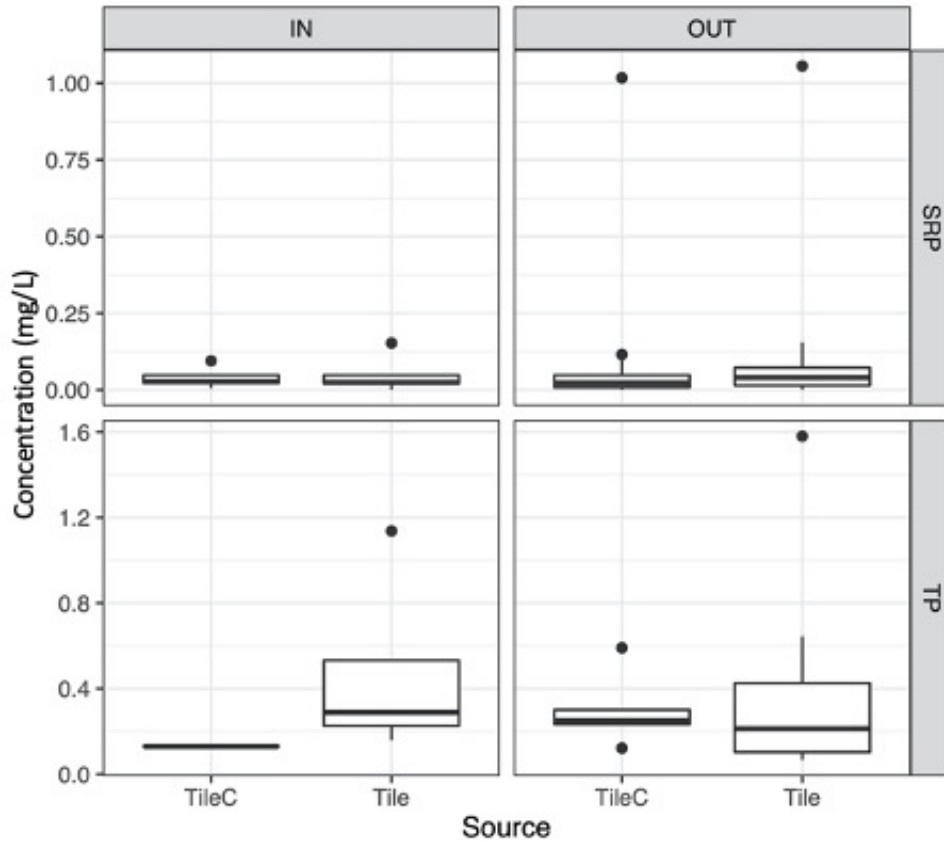 IN
OUT
1.00
0.75
0.50
0.25
0.00
SRP
Concentration (mg/L)
1.6
1.2
0.8
0.4
0.0
TP
TileC
Tile
TileC
Tile
Source